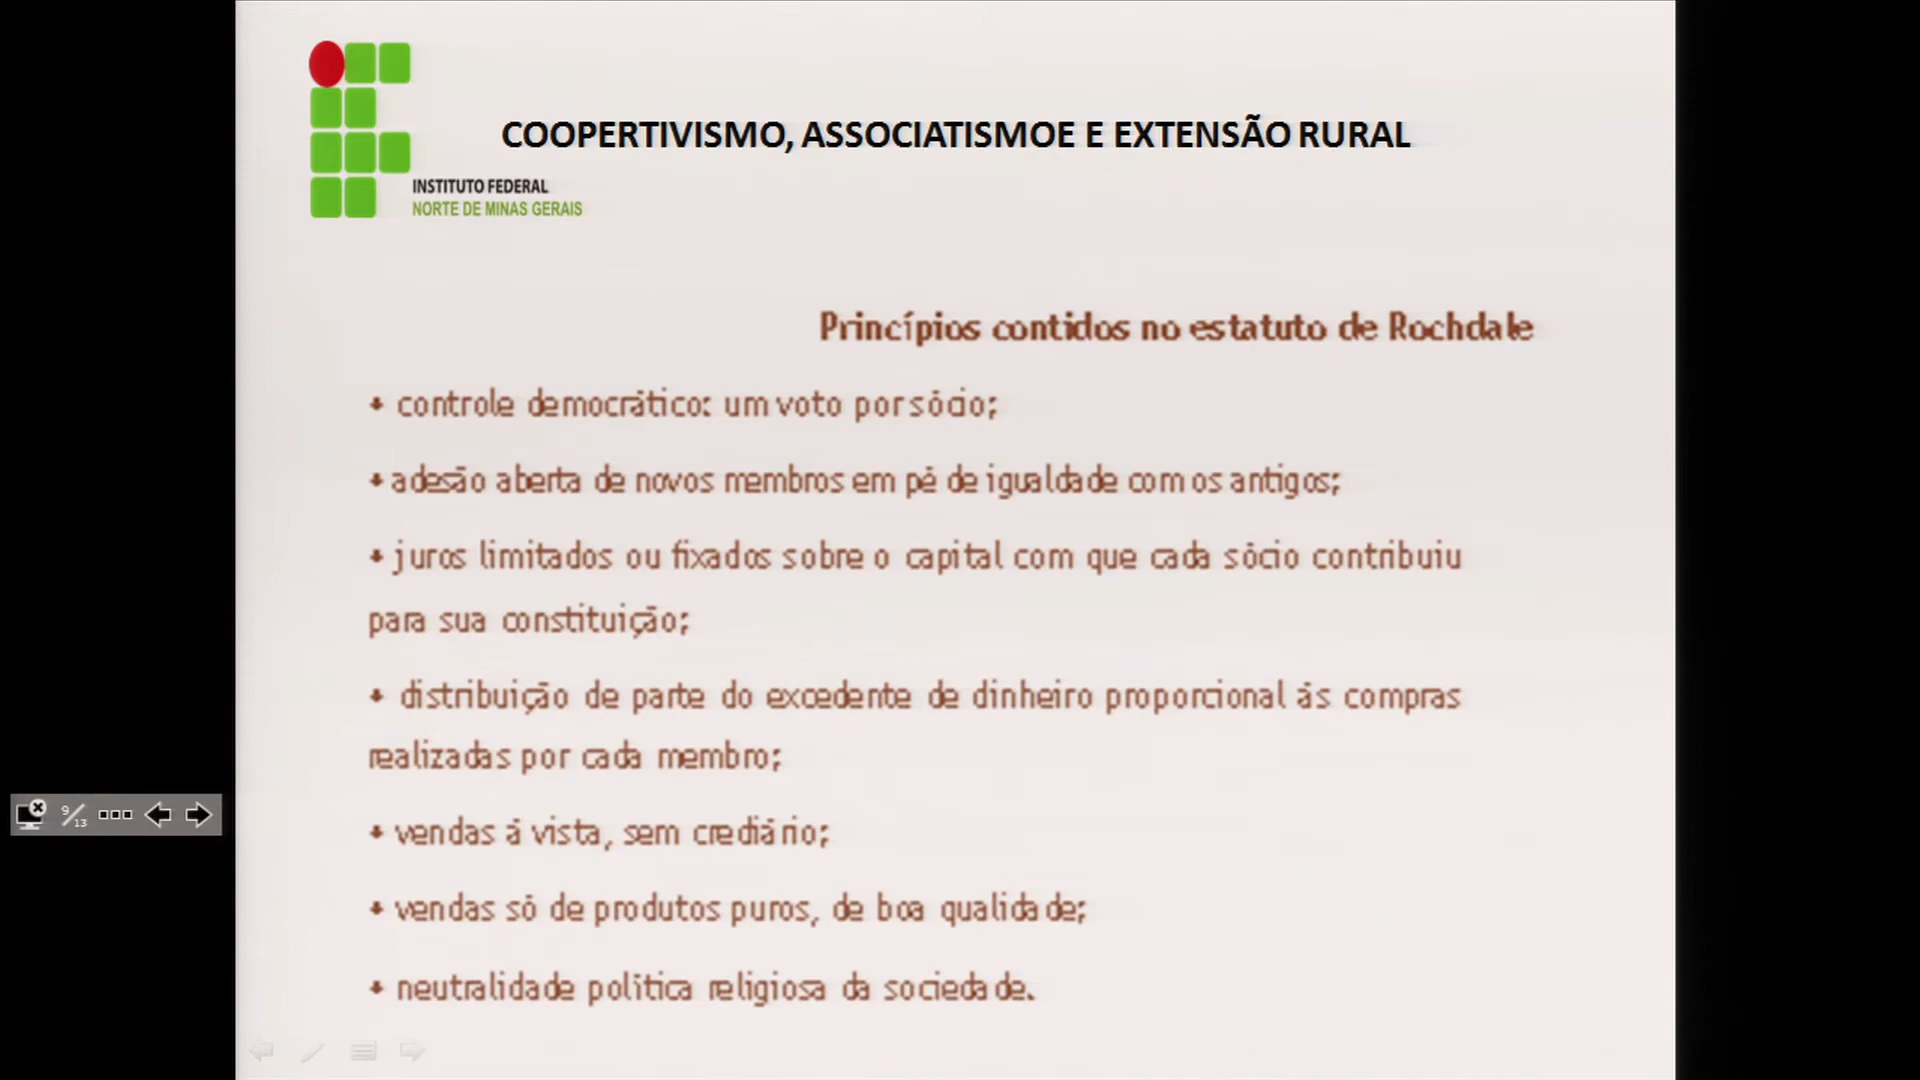 COOPERTIVISMO, ASSOCIATISMOE E EXTENSÃO RURAL
INSTITUTO FEDERAL
NORTE DE MINAS GERAIS
Princípios contidos no estatuto de Rochdale
• controle democrático: um voto por sócio;
• adesão aberta de novos membros em pé de igualdade com os antigos;
• juros limitados ou fixados sobre o capital com que cada sócio contribuiu
para sua constituição;
• distribuição de parte do excedente de dinheiro proporcional às compras
realizadas por cada membro;
• vendas à vista, sem crediário;
• vendas só de produtos puros, de boa qualidade;
• neutralidade política religiosa da sociedade.
9/13